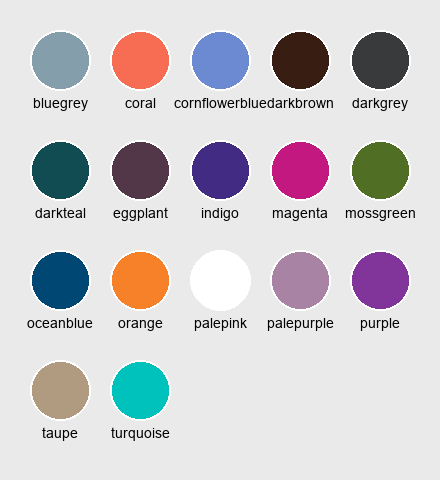 bluegrey coral cornflowerblue darkbrown darkgrey
darkteal eggplant indigo magenta mossgreen
oceanblue orange palepink palepurple purple
taupe turquoise